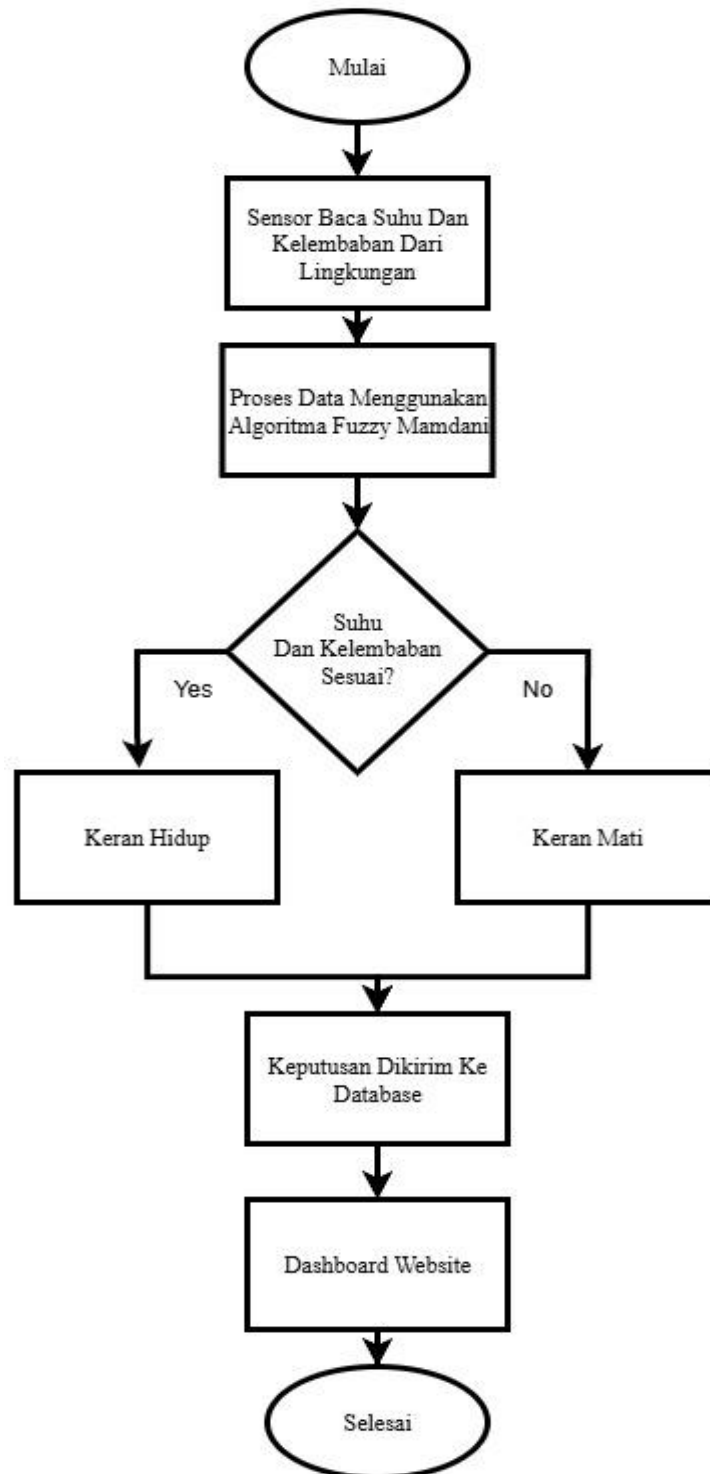 Mulai
Sensor Baca Suhu Dan
Kelembaban Dari
Lingkungan
Proses Data Menggunakan
Algoritma Fuzzy Mamdani
Suhu
Dan Kelembaban
Sesuai?
Yes
No
Keran Hidup
Keran Mati
Keputusan Dikirim Ke
Database
Dashboard Website
Selesai